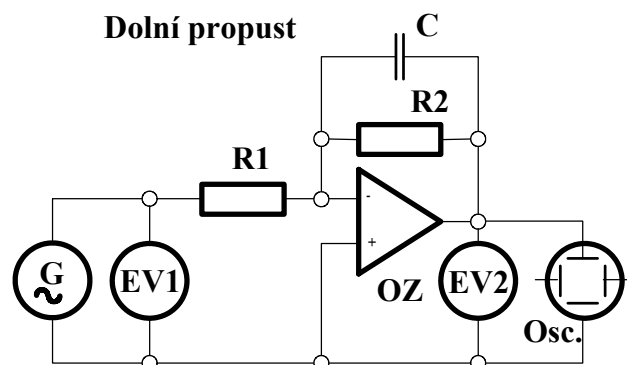 Dolní propust
C
R2
R1
-
+
G
EV1
OZ
EV2
Osc.